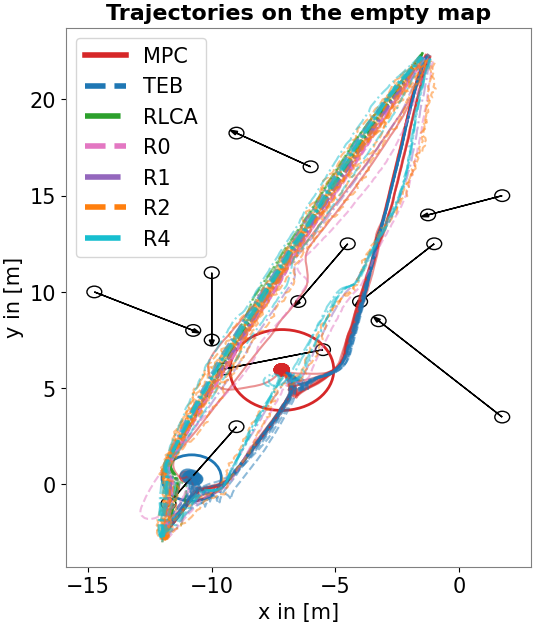 Trajectories on the empty map
MPC
TEB
RLCA
R0
R1
R2
R4
20
15
10
5
0
y in [m]
−15
−10
−5
0
x in [m]